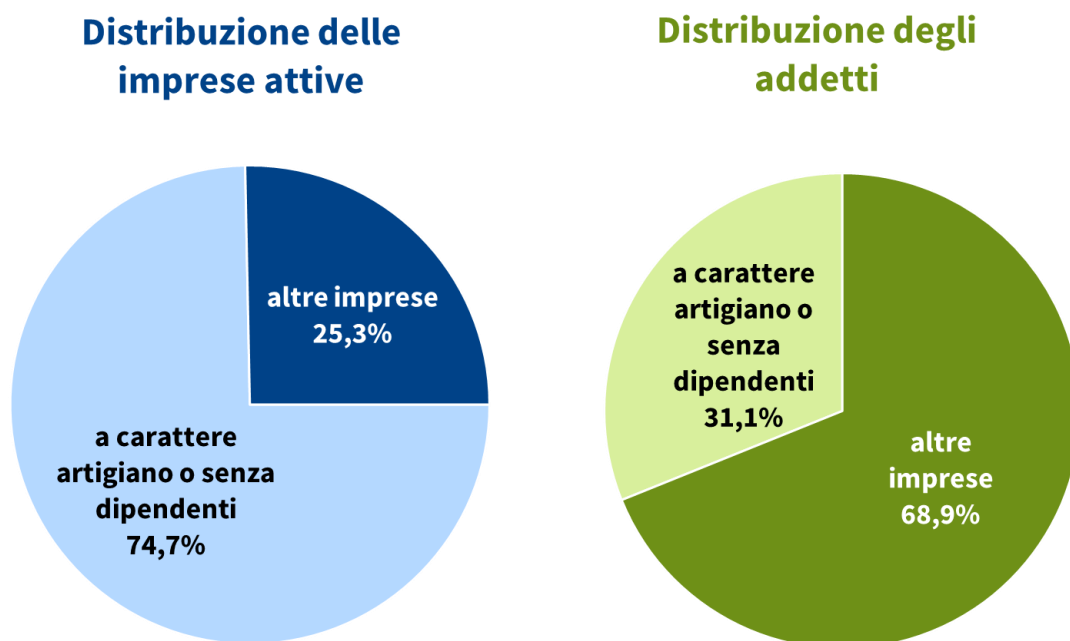 Distribuzione delle
imprese attive
altre imprese
25,3%
a carattere
artigiano o senza
dipendenti
74,7%
Distribuzione degli
addetti
a carattere
artigiano o
senza
dipendenti
31,1%
altre
imprese
68,9%